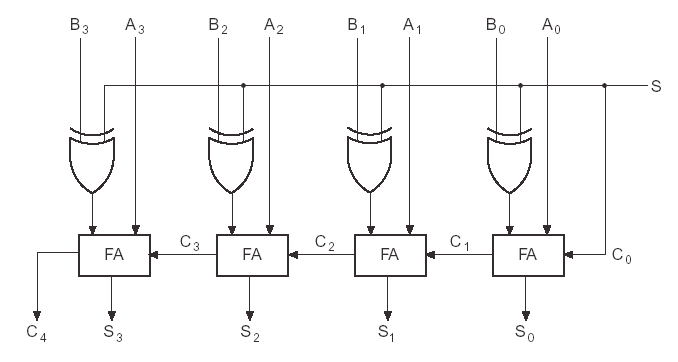 B₃ A₃ B₂ A₂ B₁ A₁ B₀ A₀
S
FA C₃ FA C₂ FA C₁ FA C₀
C₄ S₃ S₂ S₁ S₀